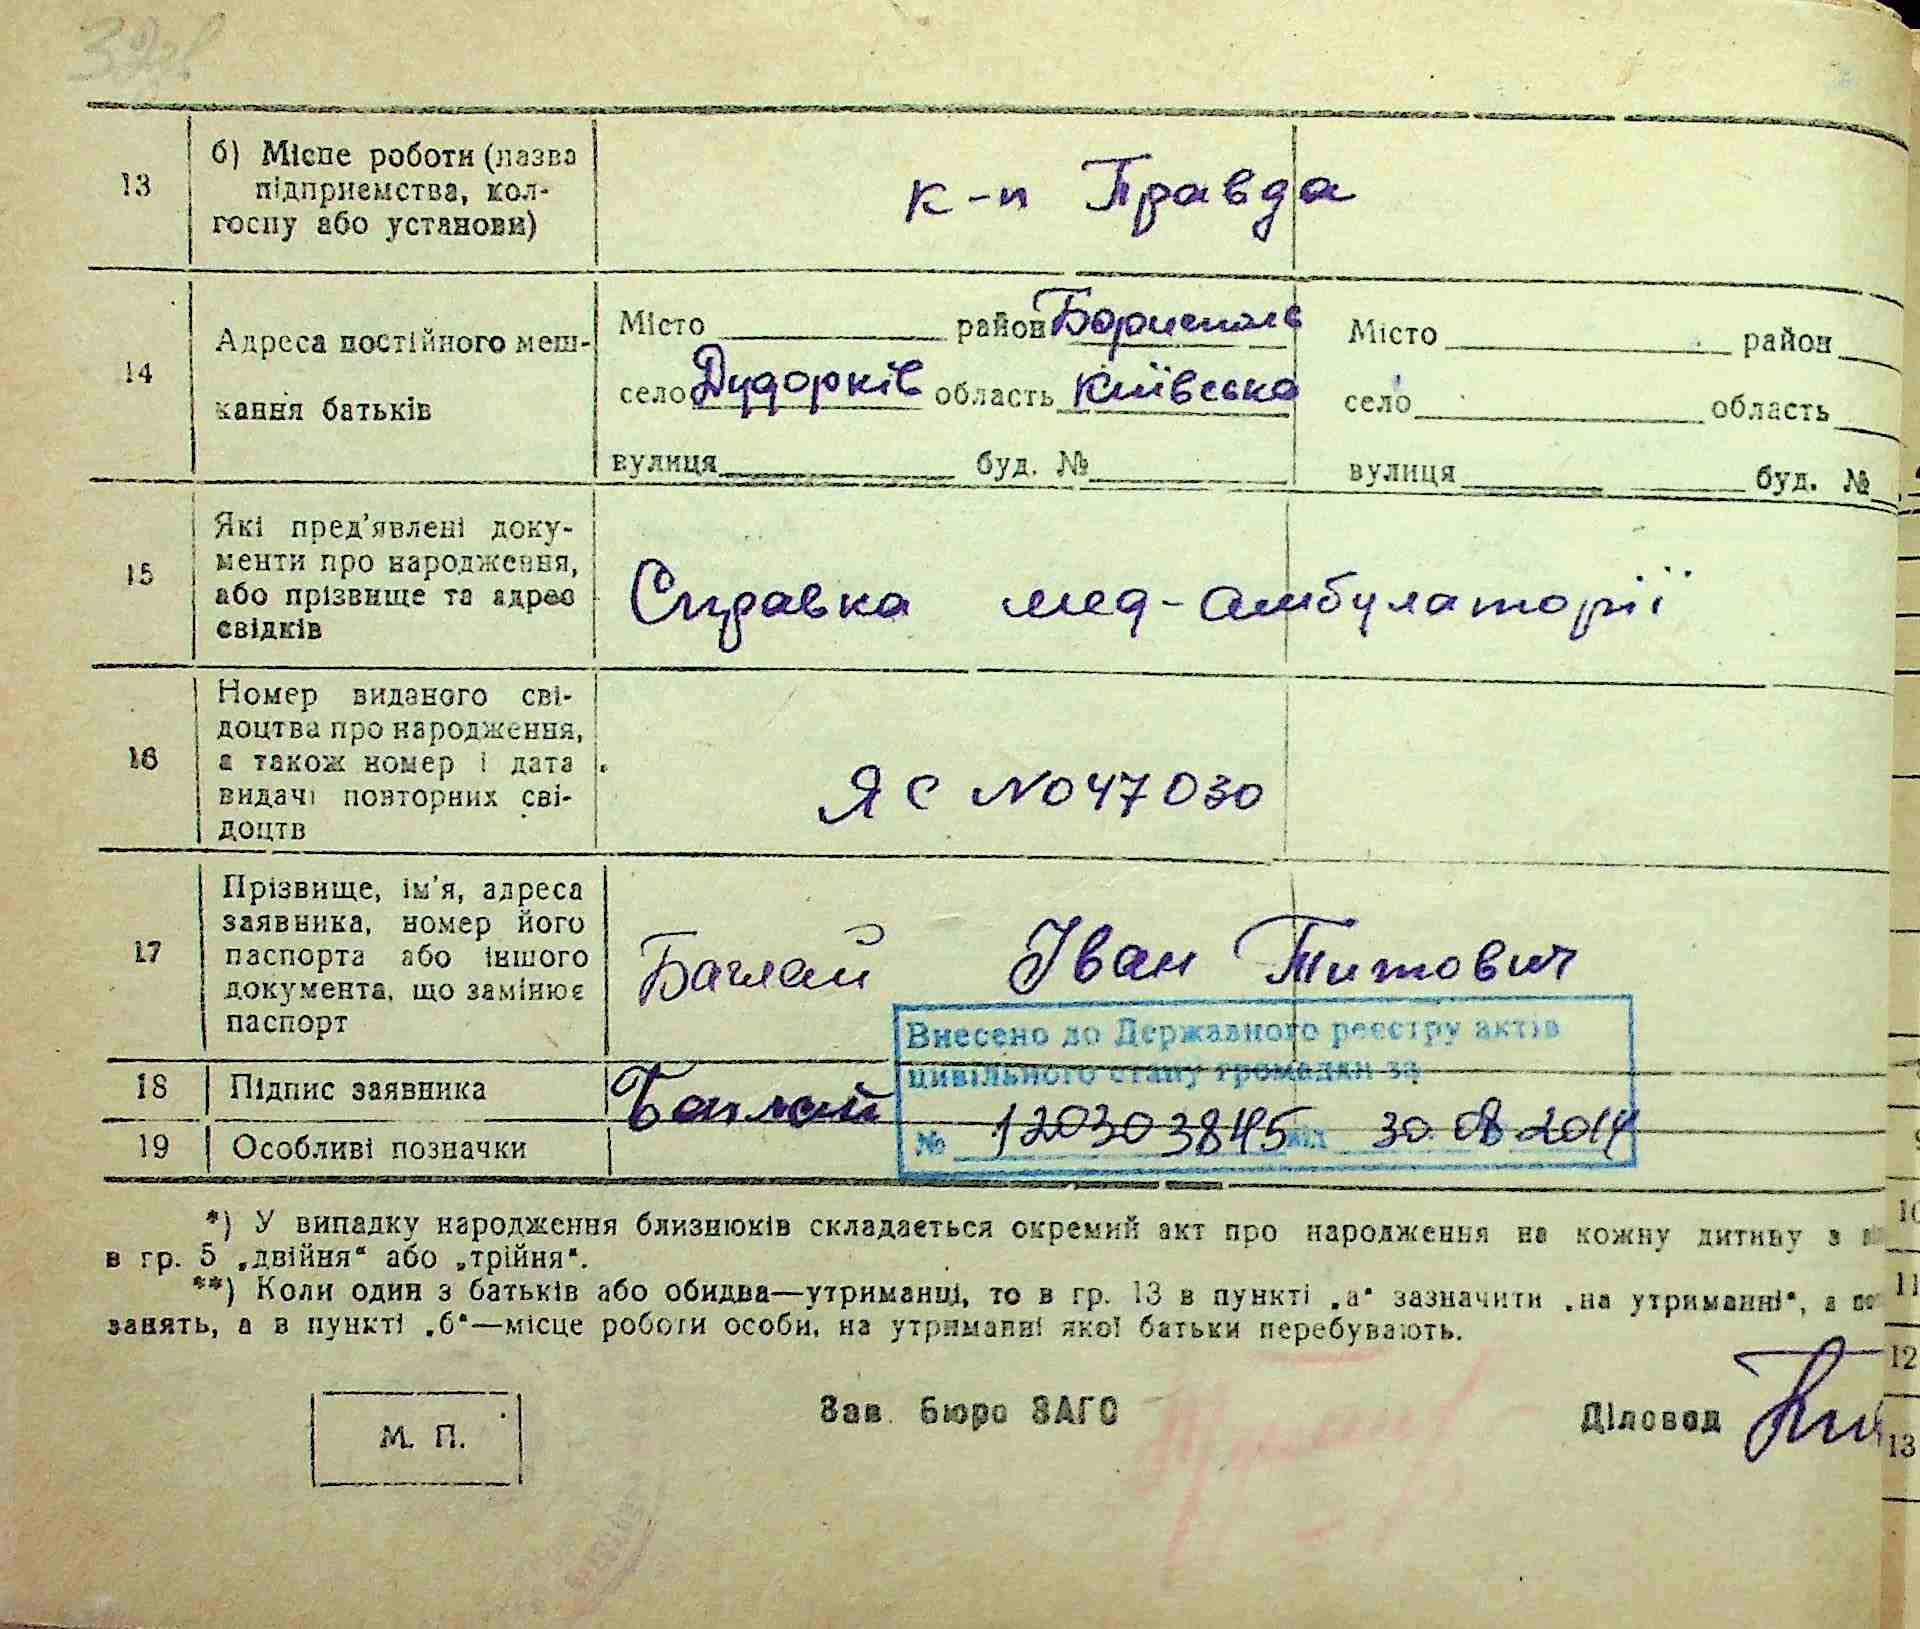 13
б) Місце роботи (назва
підприємства, кол-
госпу або установи)
к-п Правда
14
Адреса постійного меш-
кання батьків
Місто район Бориспіль
село Дударків область Київська
вулиця буд. №
Місто район
село область
вулиця буд. №
15
Які пред'явлені доку-
менти про народження,
або прізвище та адрес
свідків
Справка мед-амбулаторії
16
Номер виданого сві-
доцтва про народження,
а також номер і дата
видачі повторних сві-
доцтв
ЯС №047030
17
Прізвище, ім'я, адреса
заявника, номер його
паспорта або іншого
документа, що замінює
паспорт
Баглай Іван Титович
Внесено до Державного реєстру актів
цивільного стану громадян за
№ 120303845 від 30.08.2014
18
Підпис заявника
Баглай
19
Особливі позначки
*) У випадку народження близнюків складається окремий акт про народження на кожну дитину з
в гр. 5 „двійня“ або „трійня“.
**) Коли один з батьків або обидва—утриманці, то в гр. 13 в пункті „а“ зазначити „на утриманні“, а
занять, а в пункті „б“—місце роботи особи, на утриманні якої батьки перебувають.
М. П.
Зав. Бюро ЗАГС
Діловод
10
11
12
13